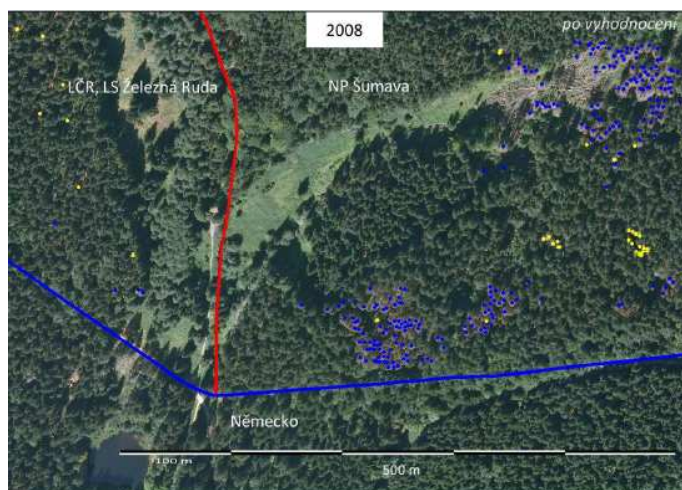 2008
po vyhodnocení
LČR, LS Železná Ruda
NP Šumava
Německo
100 m
500 m